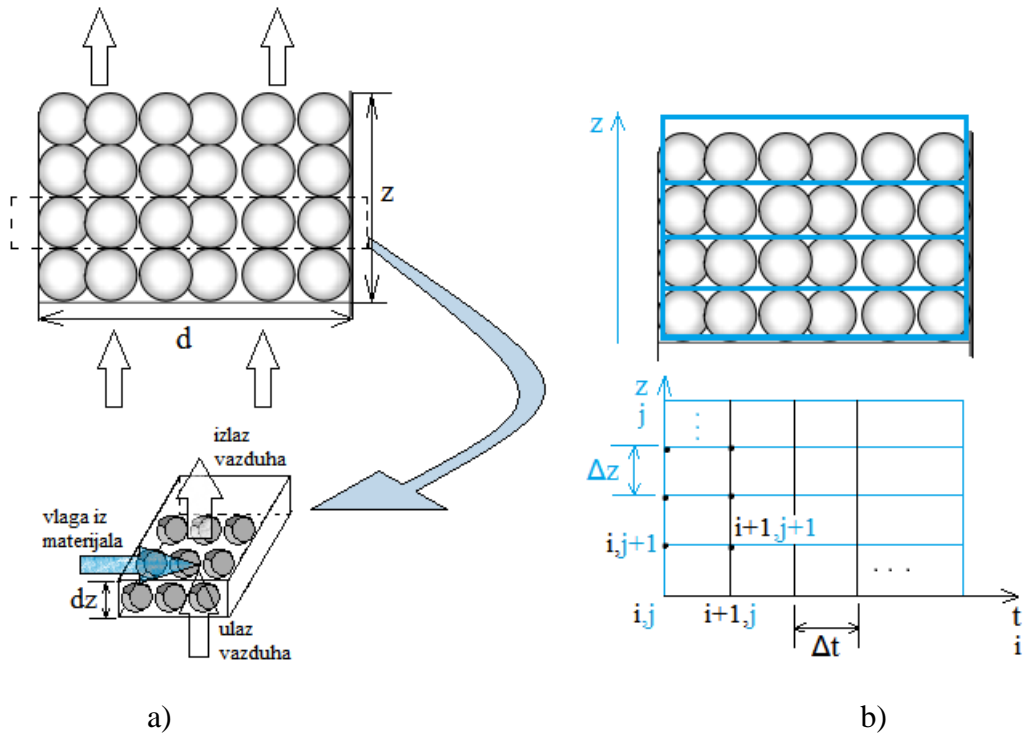 z
d
izlaz
vazduha
vlaga iz
materijala
dz
ulaz
vazduha
a)
z
z
j
⋮
Δz
i,j+1
i+1,j+1
. . .
i,j
i+1,j
t
i
Δt
b)